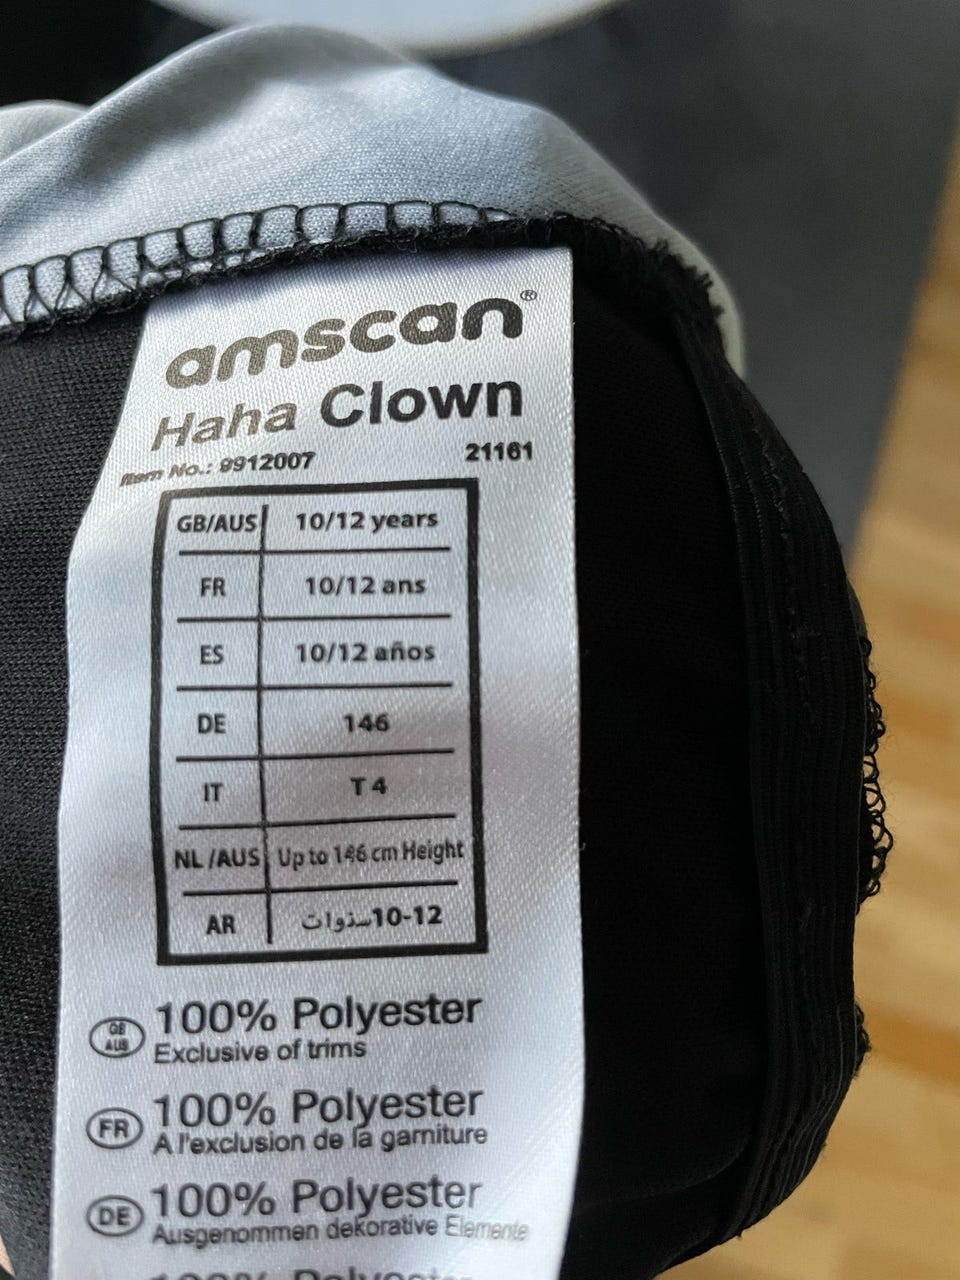 amscan®
Haha Clown
Item No.: 9912007 21161
GB/AUS 10/12 years
FR 10/12 ans
ES 10/12 años
DE 146
IT T 4
NL /AUS Up to 146 cm Height
AR 10-12سنوات
GB AUS 100% Polyester
Exclusive of trims
FR 100% Polyester
A l'exclusion de la garniture
DE 100% Polyester
Ausgenommen dekorative Elemente
100% Polyester